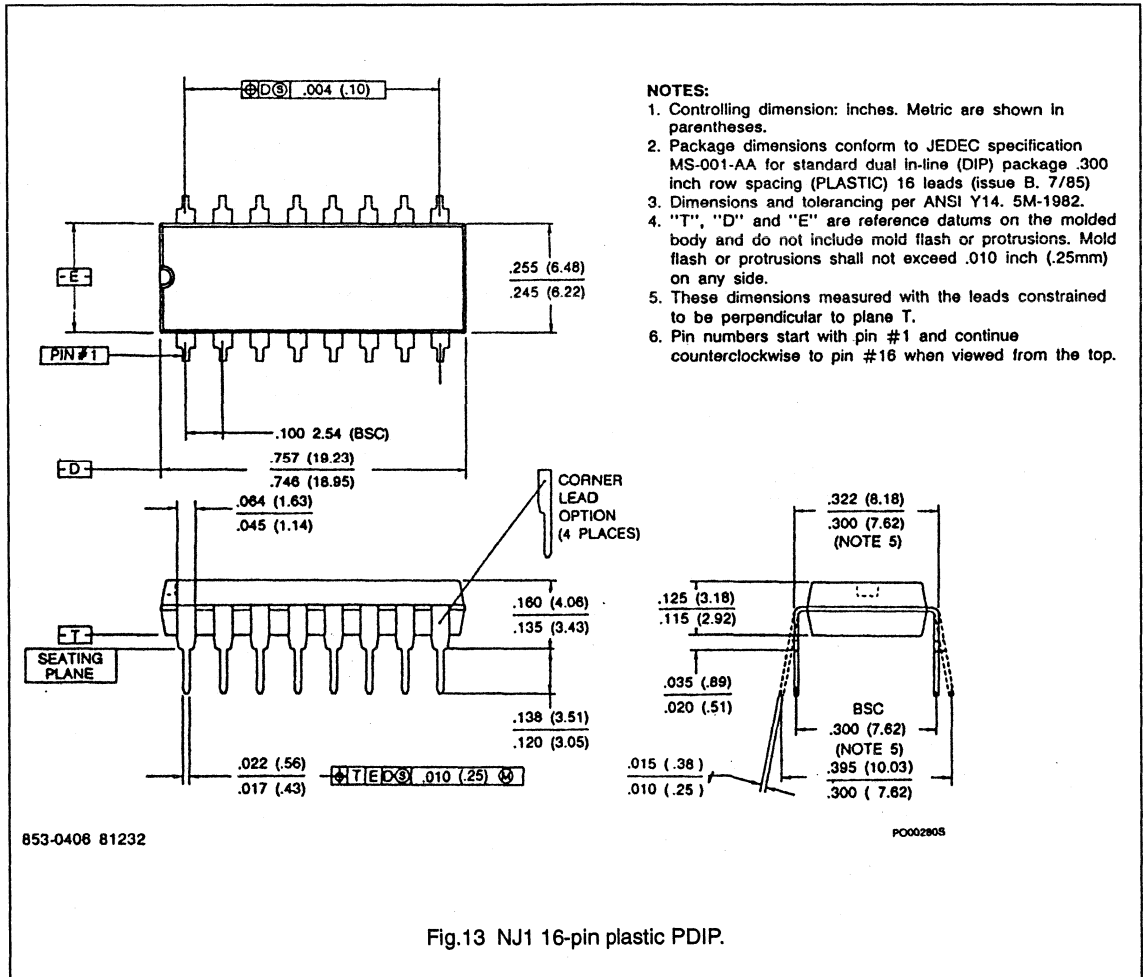 ⌖ D Ⓢ .004 (.10)
-E-
PIN #1
.255 (6.48)
.245 (6.22)
NOTES:
1. Controlling dimension: inches. Metric are shown in
parentheses.
2. Package dimensions conform to JEDEC specification
MS-001-AA for standard dual in-line (DIP) package .300
inch row spacing (PLASTIC) 16 leads (issue B. 7/85)
3. Dimensions and tolerancing per ANSI Y14. 5M-1982.
4. "T", "D" and "E" are reference datums on the molded
body and do not include mold flash or protrusions. Mold
flash or protrusions shall not exceed .010 inch (.25mm)
on any side.
5. These dimensions measured with the leads constrained
to be perpendicular to plane T.
6. Pin numbers start with pin #1 and continue
counterclockwise to pin #16 when viewed from the top.
.100 2.54 (BSC)
-D-
.757 (19.23)
.746 (18.95)
.064 (1.63)
.045 (1.14)
CORNER
LEAD
OPTION
(4 PLACES)
-T-
SEATING
PLANE
.160 (4.06)
.135 (3.43)
.138 (3.51)
.120 (3.05)
.022 (.56)
.017 (.43)
⌖ T E D Ⓢ .010 (.25) Ⓜ
.322 (8.18)
.300 (7.62)
(NOTE 5)
.125 (3.18)
.115 (2.92)
.035 (.89)
.020 (.51)
BSC
.300 (7.62)
(NOTE 5)
.015 (.38)
.010 (.25)
.395 (10.03)
.300 (7.62)
853-0406 81232
PO00280S
Fig.13 NJ1 16-pin plastic PDIP.